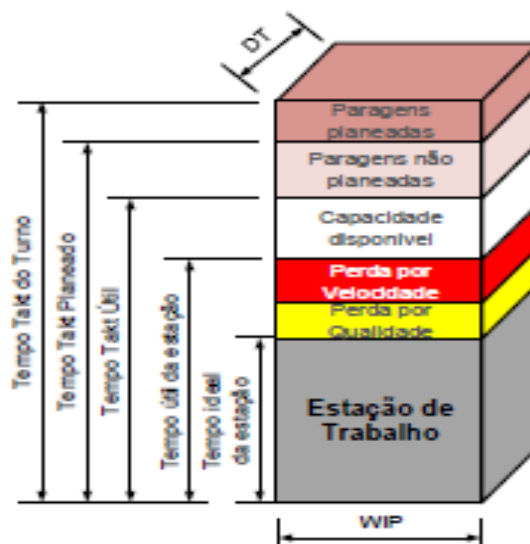 DT
Paragens
planeadas
Paragens não
planeadas
Capacidade
disponível
Perda por
Velocidade
Perda por
Qualidade
Estação de
Trabalho
WIP
Tempo Takt do Turno
Tempo Takt Planeado
Tempo Takt Útil
Tempo útil da estação
Tempo ideal
da estação